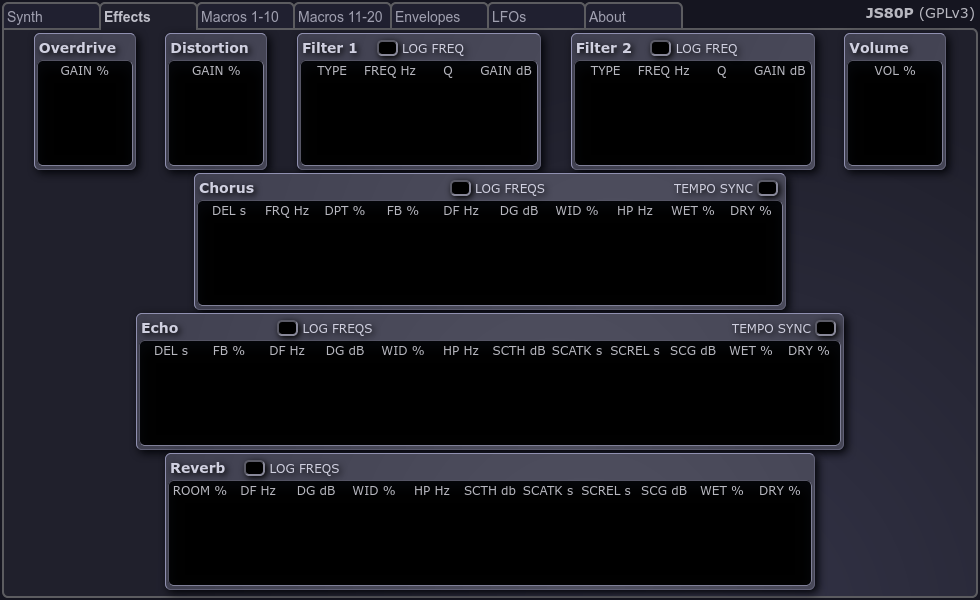 Synth Effects Macros 1-10 Macros 11-20 Envelopes LFOs About JS80P (GPLv3)
Overdrive Distortion Filter 1 LOG FREQ Filter 2 LOG FREQ Volume
GAIN % GAIN % TYPE FREQ Hz Q GAIN dB TYPE FREQ Hz Q GAIN dB VOL %
Chorus LOG FREQS TEMPO SYNC
DEL s FRQ Hz DPT % FB % DF Hz DG dB WID % HP Hz WET % DRY %
Echo LOG FREQS TEMPO SYNC
DEL s FB % DF Hz DG dB WID % HP Hz SCTH dB SCATK s SCREL s SCG dB WET % DRY %
Reverb LOG FREQS
ROOM % DF Hz DG dB WID % HP Hz SCTH db SCATK s SCREL s SCG dB WET % DRY %